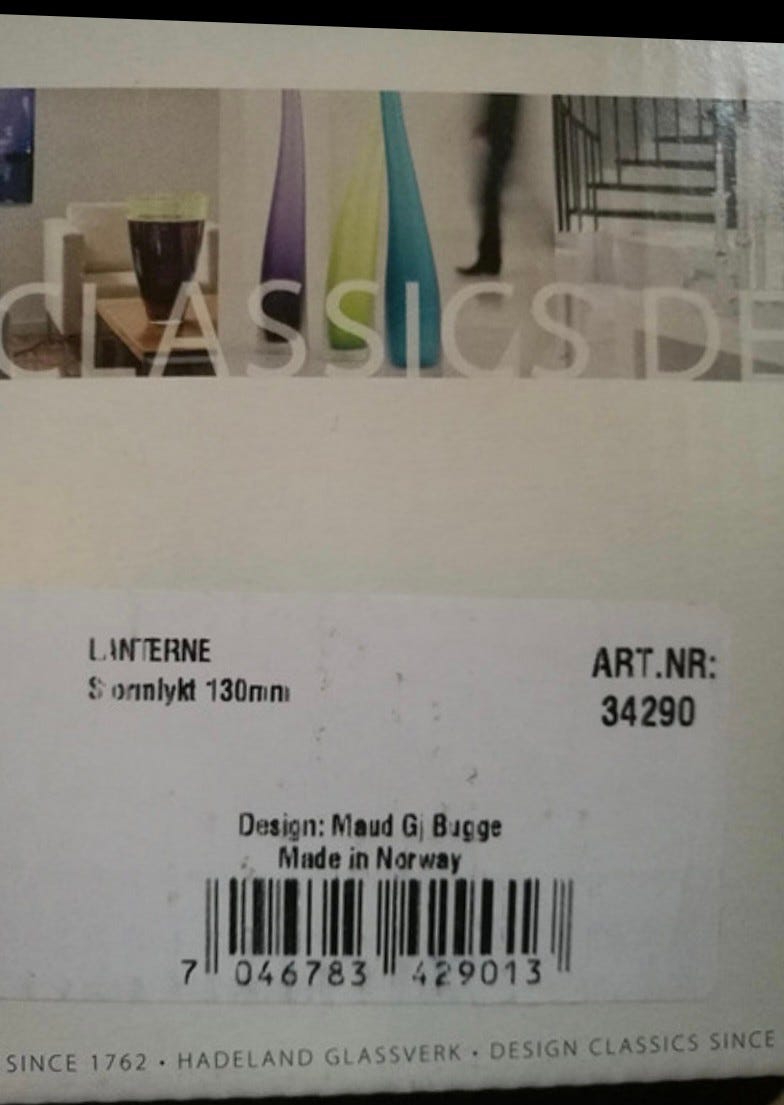 CLASSICS DE
LANTERNE
Stormlykt 130mm
ART.NR:
34290
Design: Maud Gj Bugge
Made in Norway
7 046783 429013
SINCE 1762 • HADELAND GLASSVERK • DESIGN CLASSICS SINCE